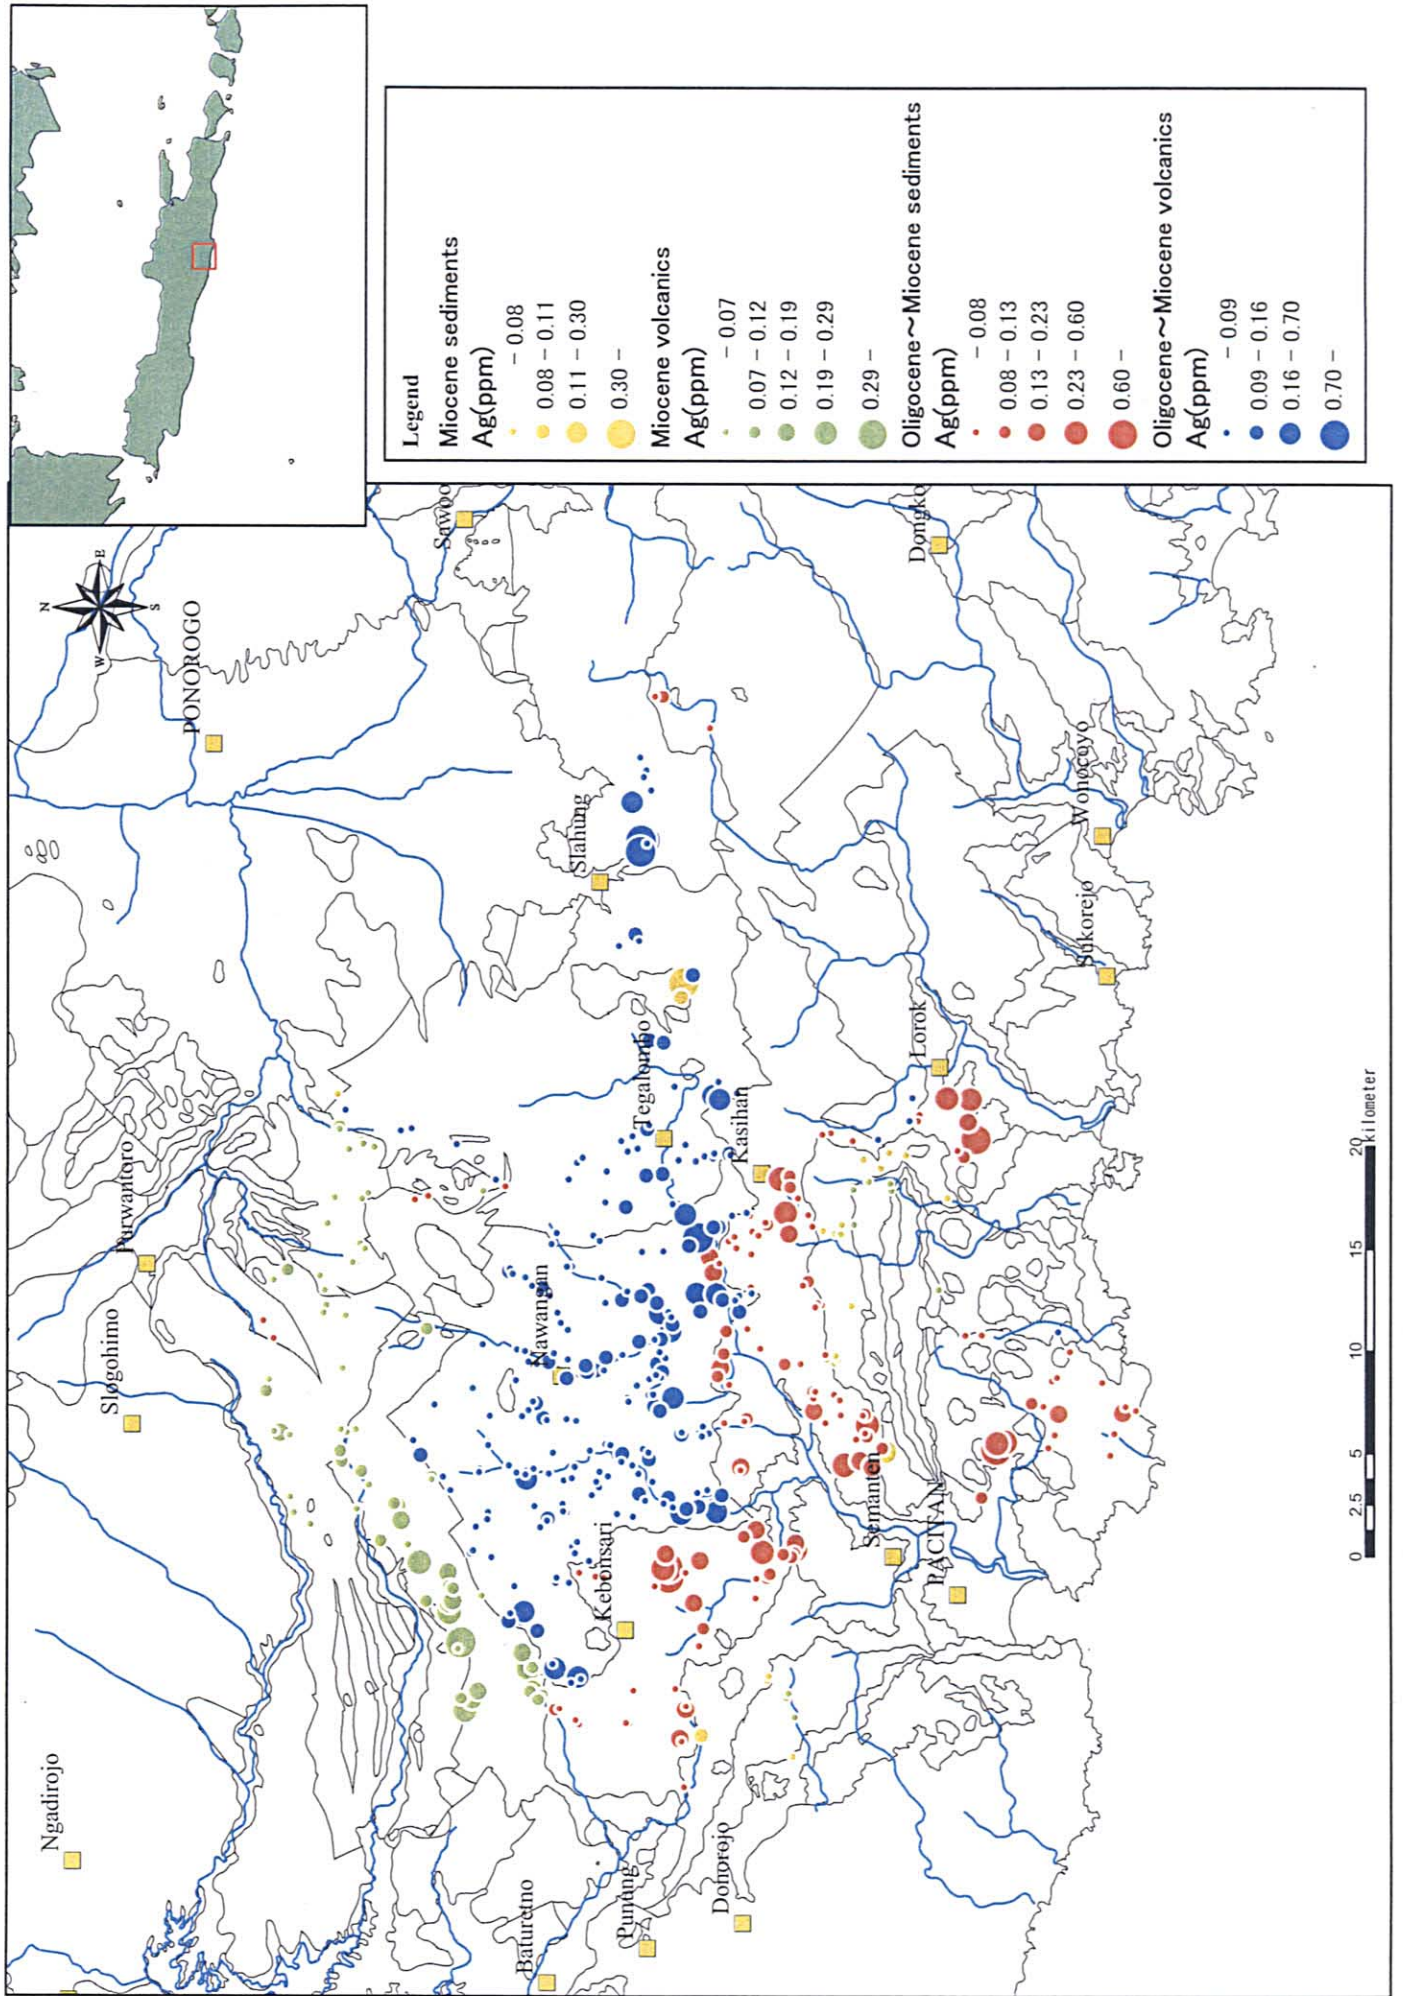 N
W
E
S
PONOROGO
Sawoo
Purwantoro
Slogohimo
Ngadirojo
Slahung
Tegalombo
Kasihan
Nawangan
Kebonsari
Baturetno
Punung
Donorojo
Semanten
PACITAN
Lorok
Sukorejo
Wonocoyo
Dongko
0 2.5 5 10 15 20
kilometer
Legend
Miocene sediments
Ag(ppm)
- 0.08
0.08 - 0.11
0.11 - 0.30
0.30 -
Miocene volcanics
Ag(ppm)
- 0.07
0.07 - 0.12
0.12 - 0.19
0.19 - 0.29
0.29 -
Oligocene~Miocene sediments
Ag(ppm)
- 0.08
0.08 - 0.13
0.13 - 0.23
0.23 - 0.60
0.60 -
Oligocene~Miocene volcanics
Ag(ppm)
- 0.09
0.09 - 0.16
0.16 - 0.70
0.70 -